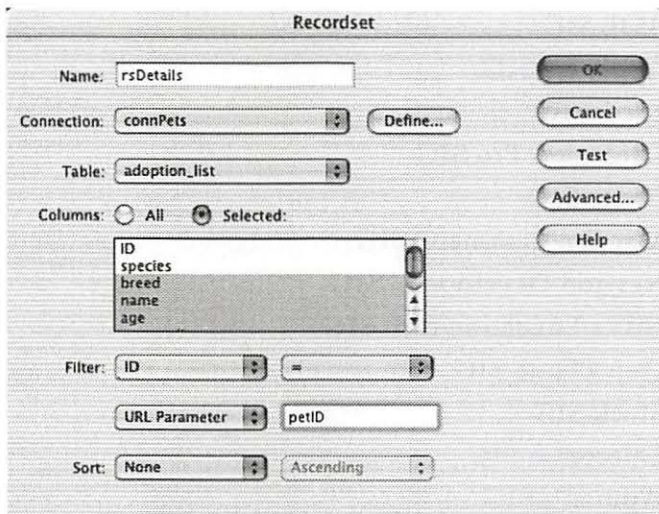 Recordset
Name: rsDetails
OK
Connection: connPets Define...
Cancel
Table: adoption_list
Test
Columns: All Selected:
Advanced...
Help
ID
species
breed
name
age
Filter: ID =
URL Parameter petID
Sort: None Ascending